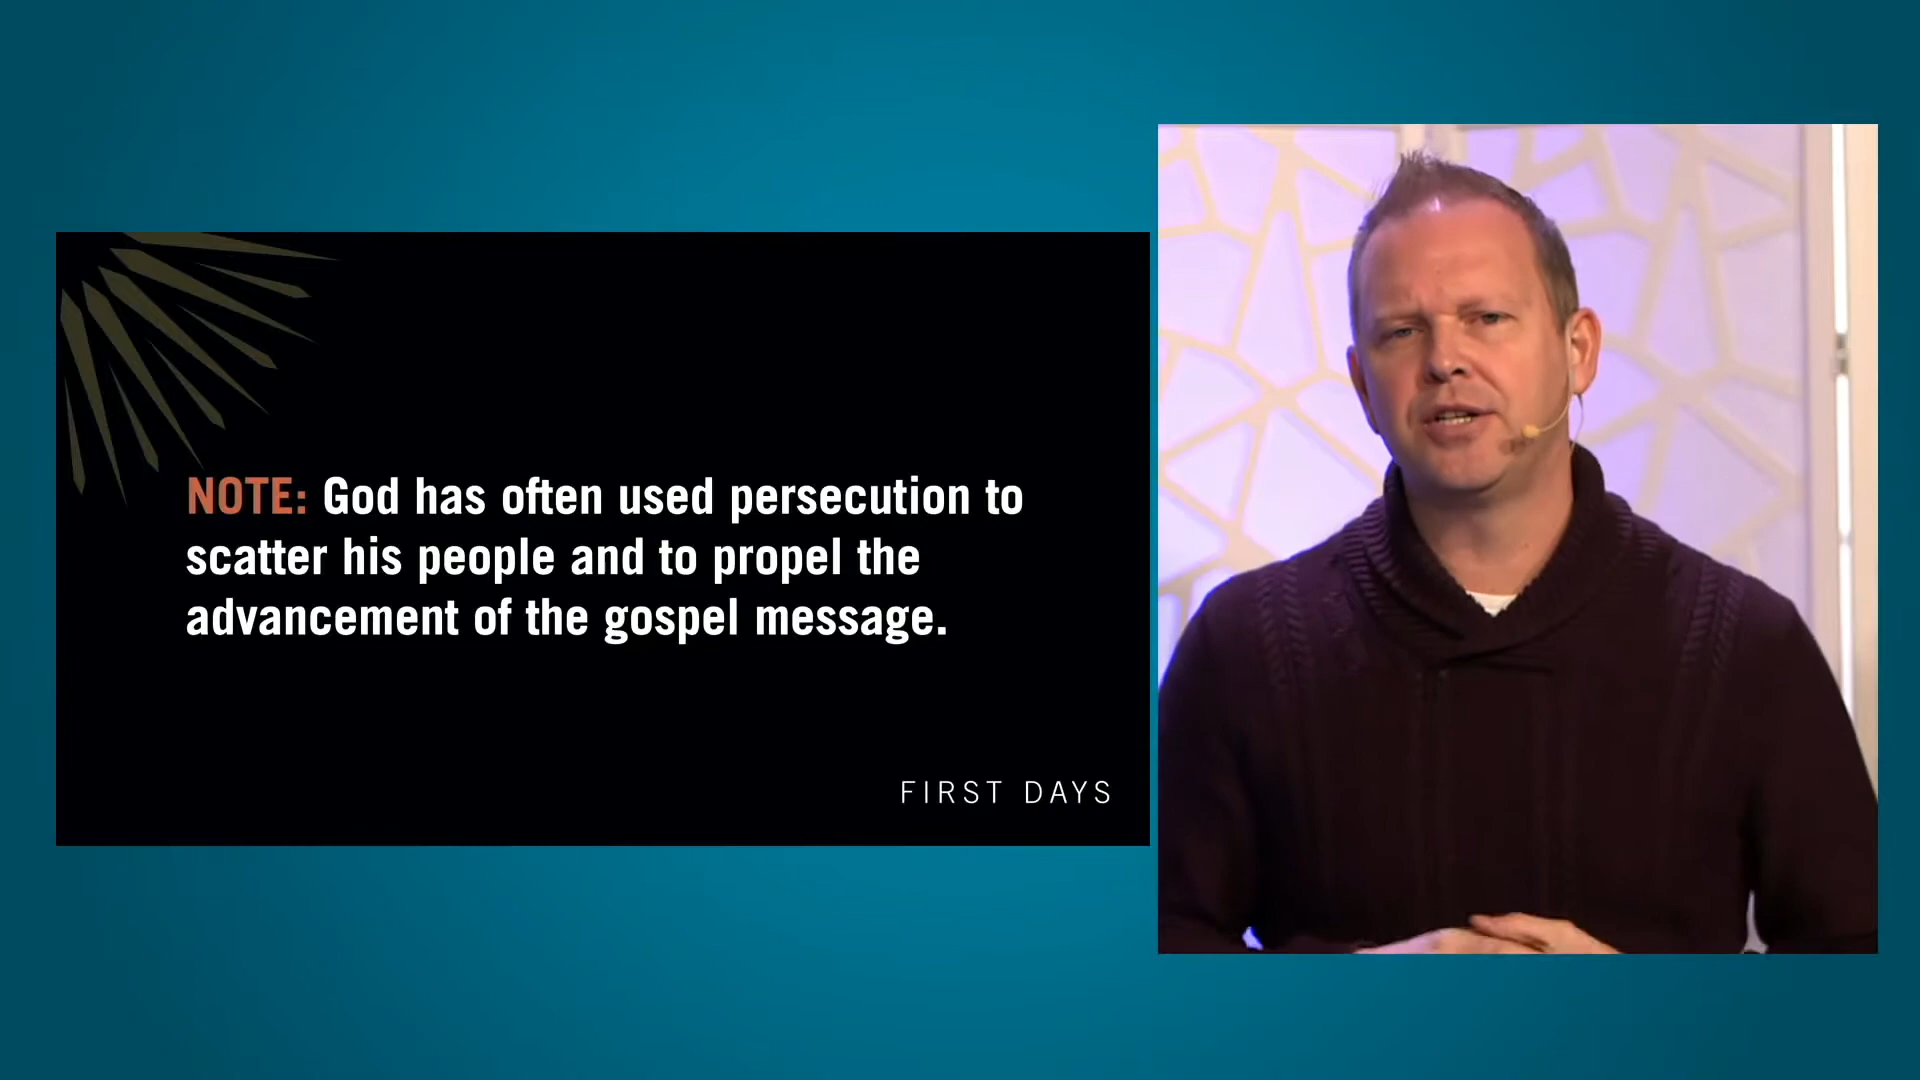 NOTE: God has often used persecution to
scatter his people and to propel the
advancement of the gospel message.
FIRST DAYS